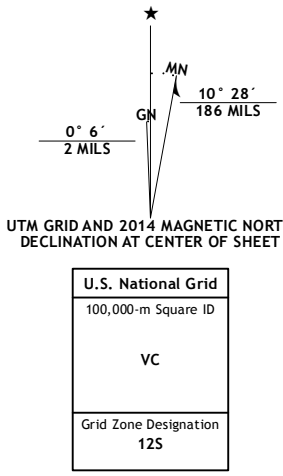 ★
MN
GN
10° 28´
186 MILS
0° 6´
2 MILS
UTM GRID AND 2014 MAGNETIC NORT
DECLINATION AT CENTER OF SHEET
U.S. National Grid
100,000-m Square ID
VC
Grid Zone Designation
12S